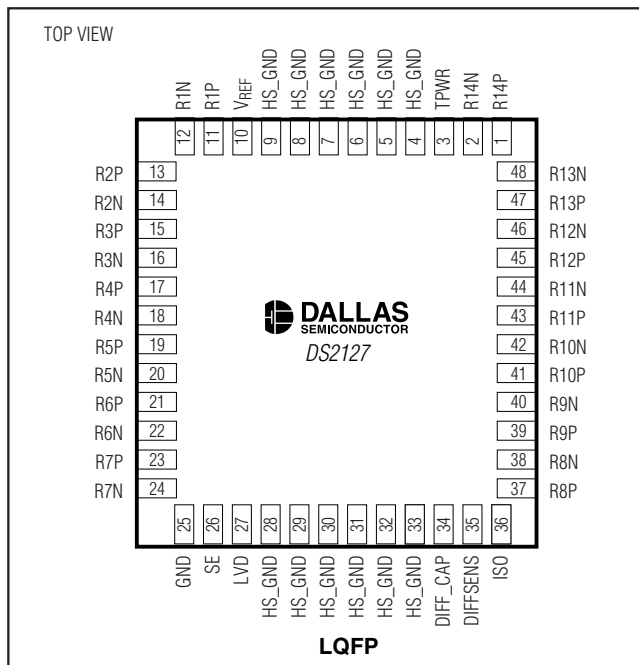 TOP VIEW
R1N
R1P
VREF
HS_GND
HS_GND
HS_GND
HS_GND
HS_GND
HS_GND
TPWR
R14N
R14P
12
11
10
9
8
7
6
5
4
3
2
1
R2P 13
R2N 14
R3P 15
R3N 16
R4P 17
R4N 18
R5P 19
R5N 20
R6P 21
R6N 22
R7P 23
R7N 24
DALLAS
SEMICONDUCTOR
DS2127
48 R13N
47 R13P
46 R12N
45 R12P
44 R11N
43 R11P
42 R10N
41 R10P
40 R9N
39 R9P
38 R8N
37 R8P
25
26
27
28
29
30
31
32
33
34
35
36
GND
SE
LVD
HS_GND
HS_GND
HS_GND
HS_GND
HS_GND
HS_GND
DIFF_CAP
DIFFSENS
ISO
LQFP